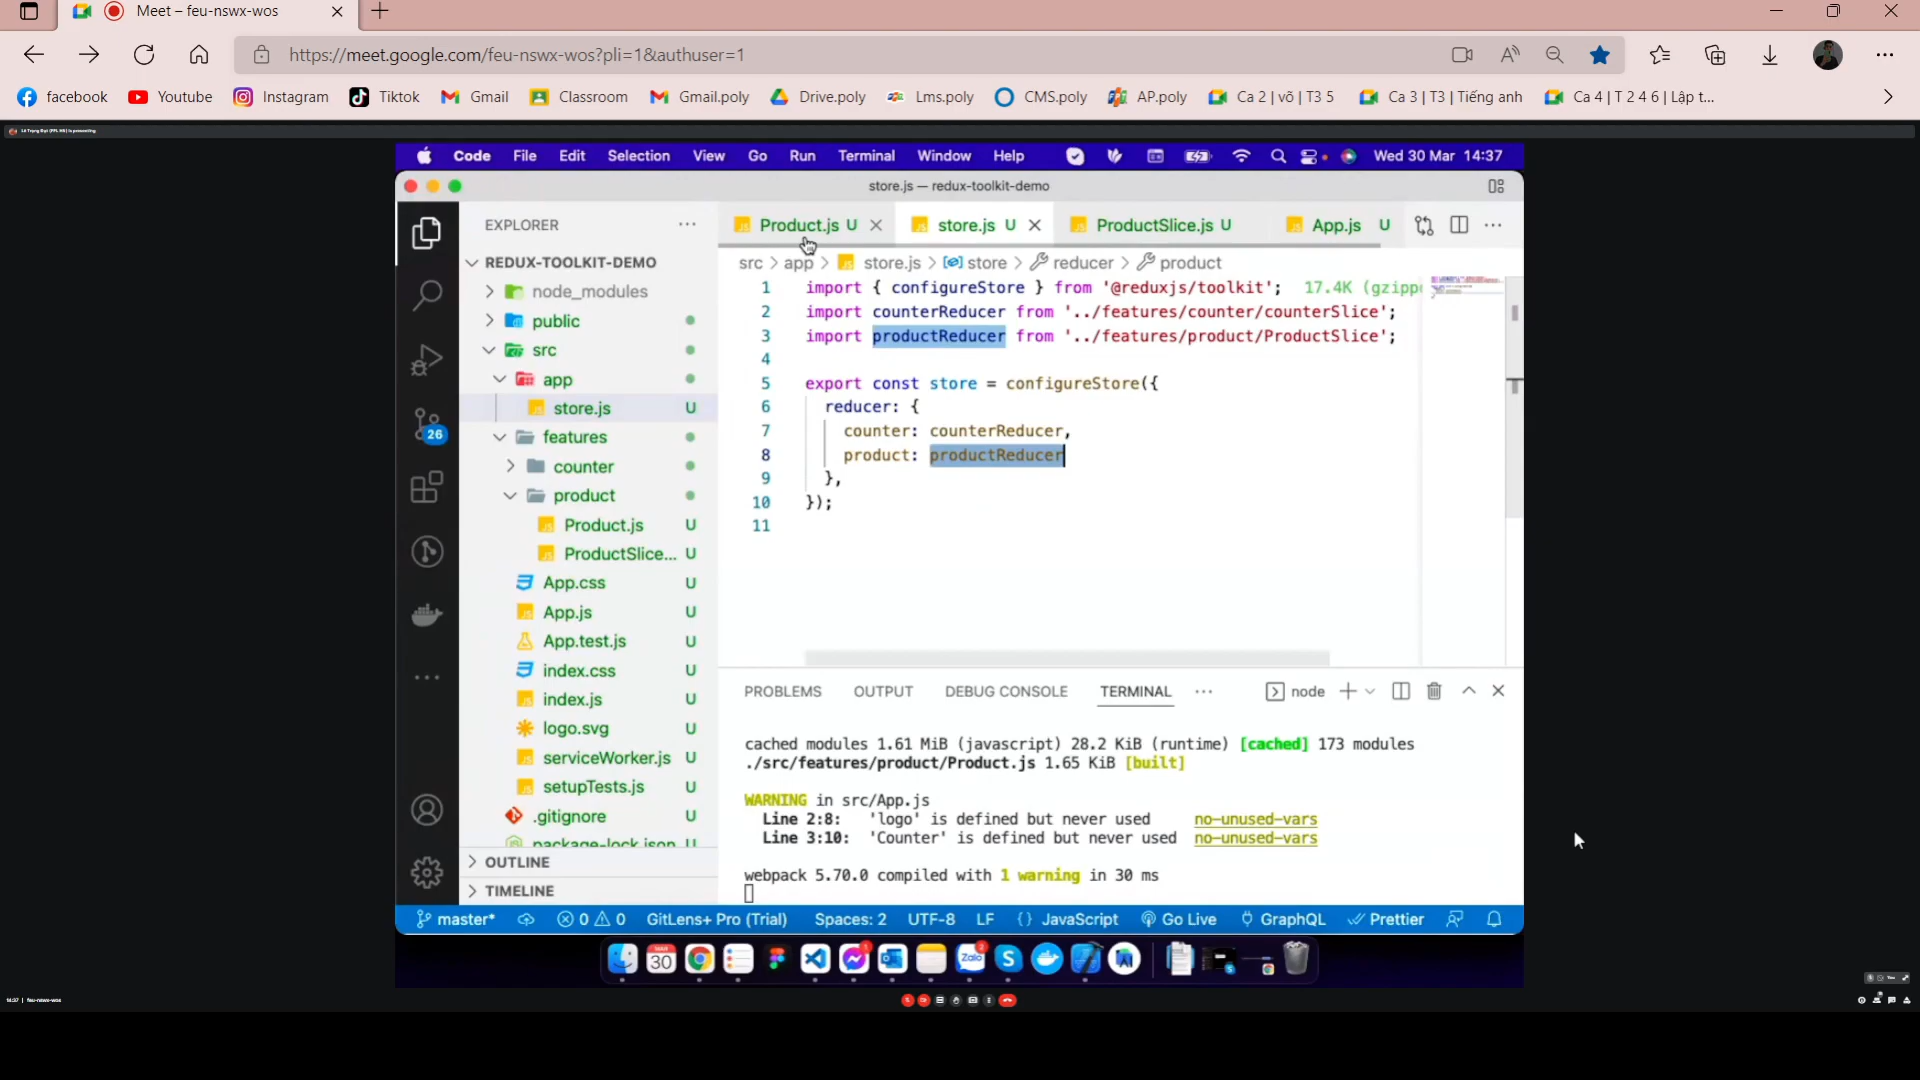 Meet – feu-nswx-wos
https://meet.google.com/feu-nswx-wos?pli=1&authuser=1
facebook Youtube Instagram Tiktok Gmail Classroom Gmail.poly Drive.poly Lms.poly CMS.poly AP.poly Ca 2 | võ | T3 5 Ca 3 | T3 | Tiếng anh Ca 4 | T 2 4 6 | Lập t...
Code File Edit Selection View Go Run Terminal Window Help Wed 30 Mar 14:37
store.js — redux-toolkit-demo
EXPLORER
Product.js U store.js U ProductSlice.js U App.js U
src > app > store.js > store > reducer > product
REDUX-TOOLKIT-DEMO
node_modules
public
src
app
store.js U
features
counter
product
Product.js U
ProductSlice... U
App.css U
App.js U
App.test.js U
index.css U
index.js U
logo.svg U
serviceWorker.js U
setupTests.js U
.gitignore U
package-lock.json U
OUTLINE
TIMELINE
26
1 import { configureStore } from '@reduxjs/toolkit'; 17.4K (gzippe
2 import counterReducer from '../features/counter/counterSlice';
3 import productReducer from '../features/product/ProductSlice';
4
5 export const store = configureStore({
6 reducer: {
7 counter: counterReducer,
8 product: productReducer
9 },
10 });
11
PROBLEMS OUTPUT DEBUG CONSOLE TERMINAL node
cached modules 1.61 MiB (javascript) 28.2 KiB (runtime) [cached] 173 modules
./src/features/product/Product.js 1.65 KiB [built]
WARNING in src/App.js
Line 2:8: 'logo' is defined but never used no-unused-vars
Line 3:10: 'Counter' is defined but never used no-unused-vars
webpack 5.70.0 compiled with 1 warning in 30 ms
master* 0 0 GitLens+ Pro (Trial) Spaces: 2 UTF-8 LF {} JavaScript Go Live GraphQL Prettier
30 Zalo 2
14:37 | feu-nswx-wos
You